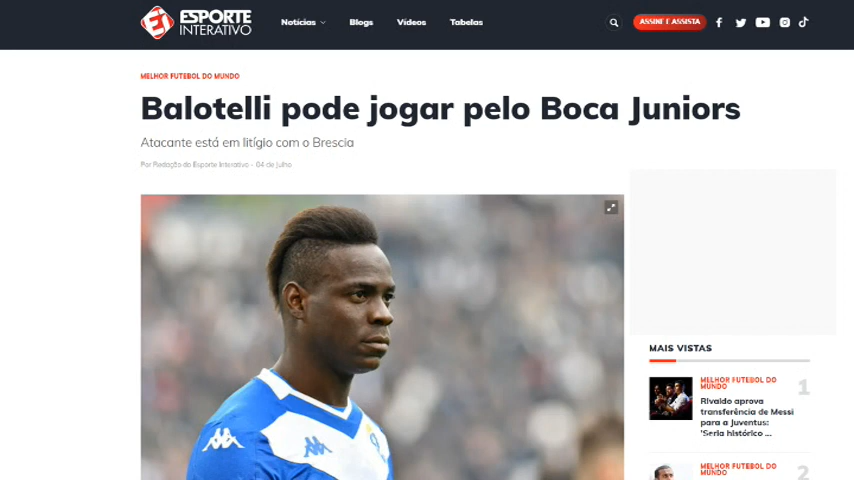 ESPORTE
INTERATIVO
Notícias
Blogs
Vídeos
Tabelas
ASSINE E ASSISTA
MELHOR FUTEBOL DO MUNDO
Balotelli pode jogar pelo Boca Juniors
Atacante está em litígio com o Brescia
Por Redação do Esporte Interativo - 04 de julho
MAIS VISTAS
MELHOR FUTEBOL DO
MUNDO
1
Rivaldo aprova
transferência de Messi
para a Juventus:
'Seria histórico ...
MELHOR FUTEBOL DO
MUNDO
2